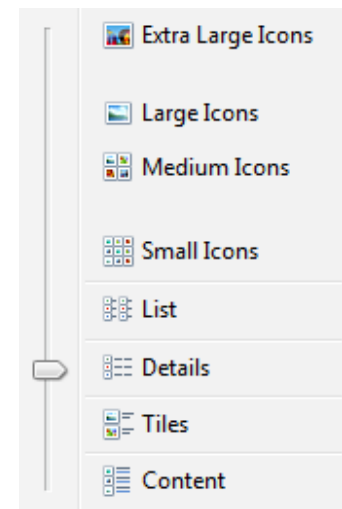 Extra Large Icons
Large Icons
Medium Icons
Small Icons
List
Details
Tiles
Content